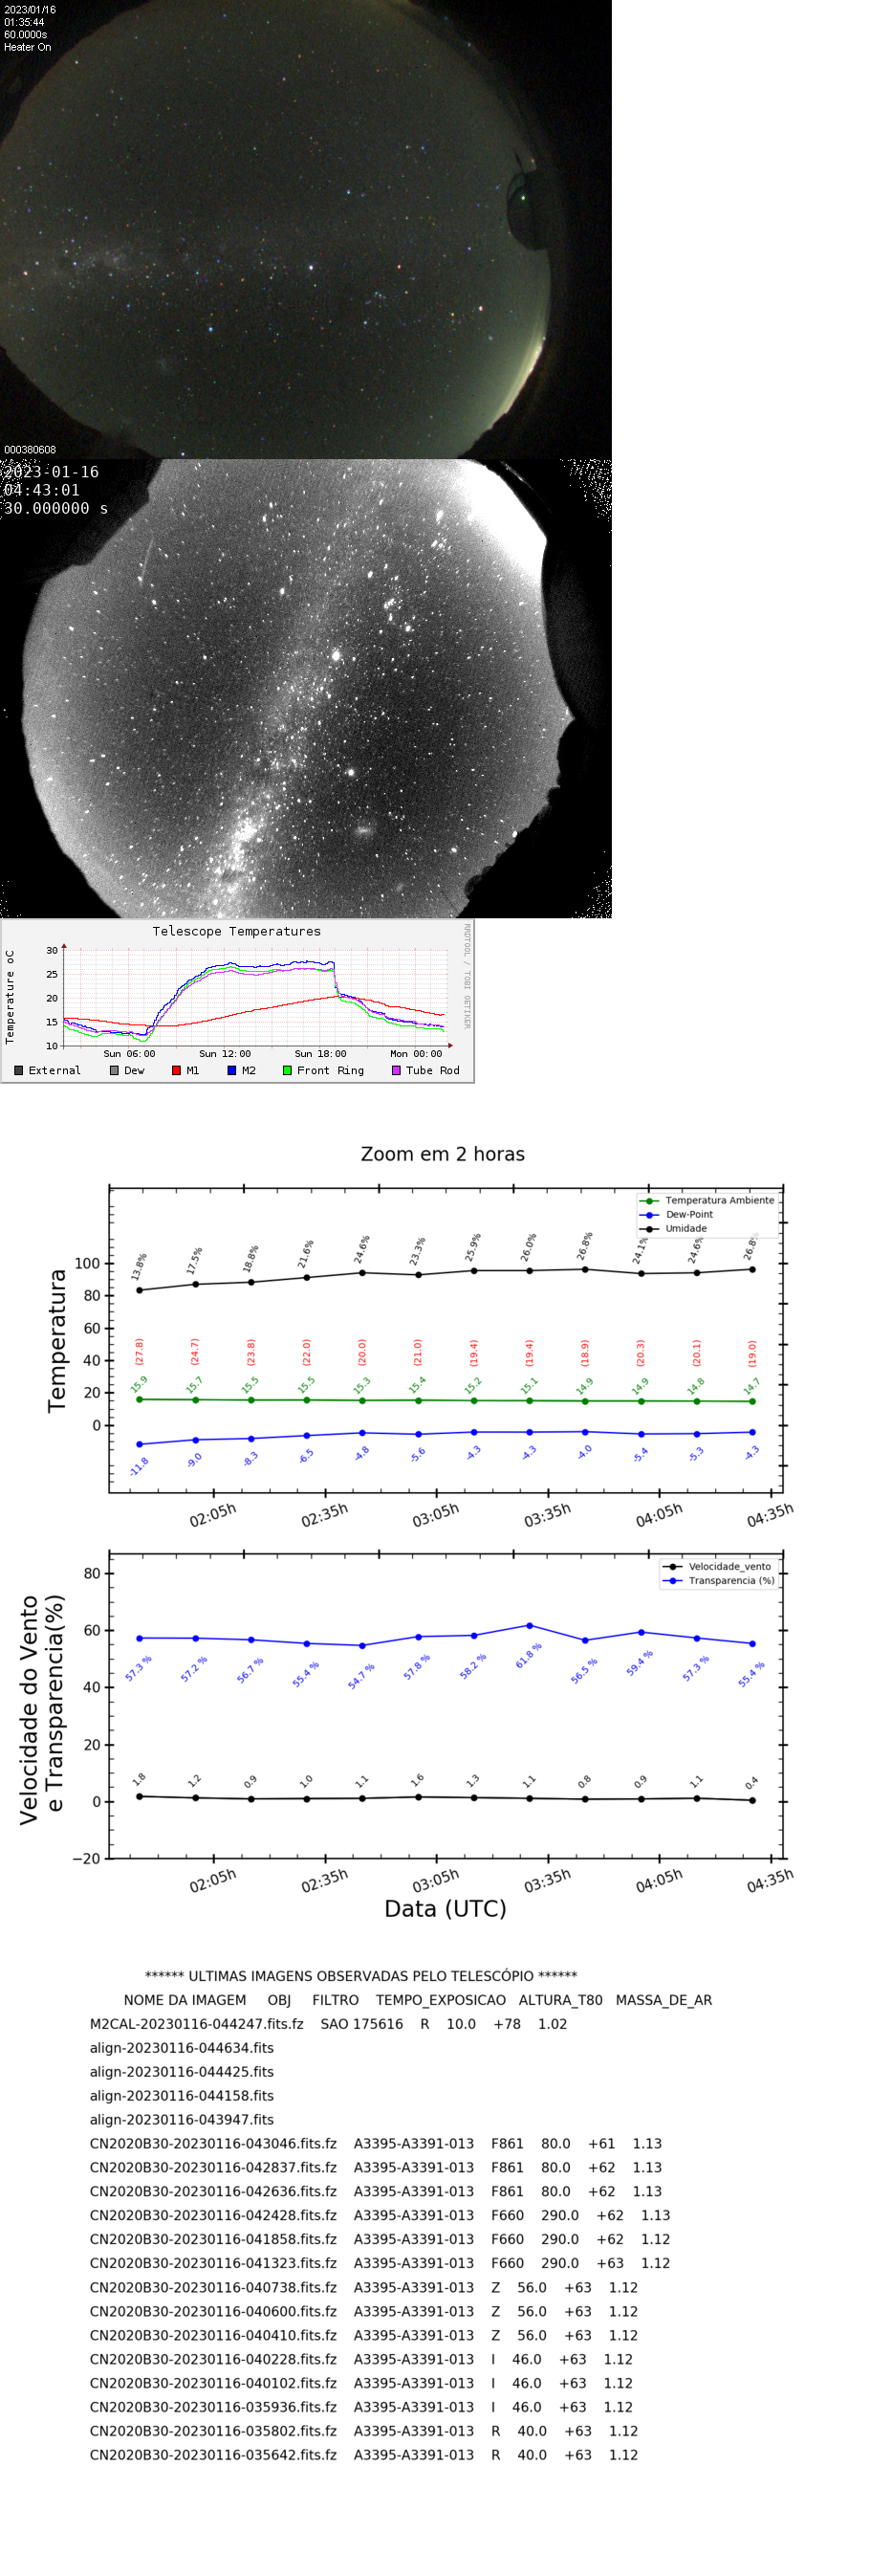 2023/01/16
01:35:44
60.0000s
Heater On
000380608
2023-01-16
04:43:01
30.000000 s
Telescope Temperatures
RRDTOOL / TOBI OETIKER
Temperature oC
30
25
20
15
10
Sun 06:00 Sun 12:00 Sun 18:00 Mon 00:00
External Dew M1 M2 Front Ring Tube Rod
Zoom em 2 horas
Temperatura Ambiente
Dew-Point
Umidade
Temperatura
100
80
60
40
20
0
13.8% 17.5% 18.8% 21.6% 24.6% 23.3% 25.9% 26.0% 26.8% 24.1% 24.6% 26.8%
(27.8) (24.7) (23.8) (22.0) (20.0) (21.0) (19.4) (19.4) (18.9) (20.3) (20.1) (19.0)
15.9 15.7 15.5 15.5 15.3 15.4 15.2 15.1 14.9 14.9 14.8 14.7
-11.8 -9.0 -8.3 -6.5 -4.8 -5.6 -4.3 -4.3 -4.0 -5.4 -5.3 -4.3
02:05h 02:35h 03:05h 03:35h 04:05h 04:35h
Velocidade_vento
Transparencia (%)
Velocidade do Vento
e Transparencia(%)
80
60
40
20
0
−20
57.3 % 57.2 % 56.7 % 55.4 % 54.7 % 57.8 % 58.2 % 61.8 % 56.5 % 59.4 % 57.3 % 55.4 %
1.8 1.2 0.9 1.0 1.1 1.6 1.3 1.1 0.8 0.9 1.1 0.4
02:05h 02:35h 03:05h 03:35h 04:05h 04:35h
Data (UTC)
****** ULTIMAS IMAGENS OBSERVADAS PELO TELESCÓPIO ******
NOME DA IMAGEM OBJ FILTRO TEMPO_EXPOSICAO ALTURA_T80 MASSA_DE_AR
M2CAL-20230116-044247.fits.fz SAO 175616 R 10.0 +78 1.02
align-20230116-044634.fits
align-20230116-044425.fits
align-20230116-044158.fits
align-20230116-043947.fits
CN2020B30-20230116-043046.fits.fz A3395-A3391-013 F861 80.0 +61 1.13
CN2020B30-20230116-042837.fits.fz A3395-A3391-013 F861 80.0 +62 1.13
CN2020B30-20230116-042636.fits.fz A3395-A3391-013 F861 80.0 +62 1.13
CN2020B30-20230116-042428.fits.fz A3395-A3391-013 F660 290.0 +62 1.13
CN2020B30-20230116-041858.fits.fz A3395-A3391-013 F660 290.0 +62 1.12
CN2020B30-20230116-041323.fits.fz A3395-A3391-013 F660 290.0 +63 1.12
CN2020B30-20230116-040738.fits.fz A3395-A3391-013 Z 56.0 +63 1.12
CN2020B30-20230116-040600.fits.fz A3395-A3391-013 Z 56.0 +63 1.12
CN2020B30-20230116-040410.fits.fz A3395-A3391-013 Z 56.0 +63 1.12
CN2020B30-20230116-040228.fits.fz A3395-A3391-013 I 46.0 +63 1.12
CN2020B30-20230116-040102.fits.fz A3395-A3391-013 I 46.0 +63 1.12
CN2020B30-20230116-035936.fits.fz A3395-A3391-013 I 46.0 +63 1.12
CN2020B30-20230116-035802.fits.fz A3395-A3391-013 R 40.0 +63 1.12
CN2020B30-20230116-035642.fits.fz A3395-A3391-013 R 40.0 +63 1.12